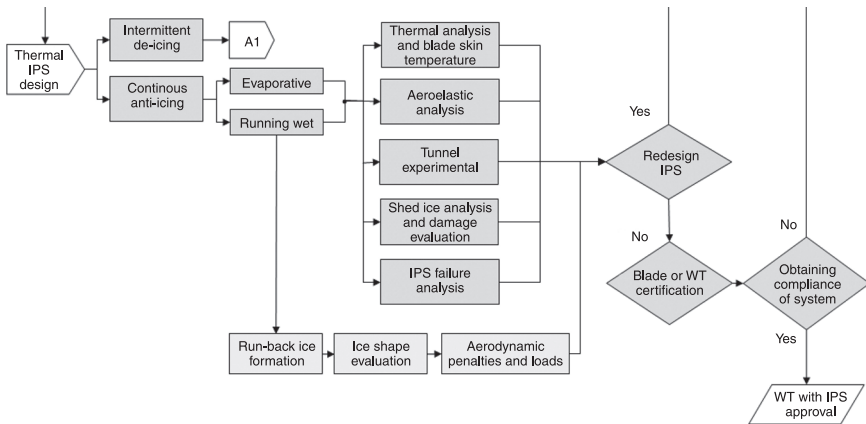 Thermal
IPS
design
Intermittent
de-icing
A1
Continous
anti-icing
Evaporative
Running wet
Thermal analysis
and blade skin
temperature
Aeroelastic
analysis
Tunnel
experimental
Shed ice analysis
and damage
evaluation
IPS failure
analysis
Run-back ice
formation
Ice shape
evaluation
Aerodynamic
penalties and loads
Yes
Redesign
IPS
No
Blade or WT
certification
No
Obtaining
compliance
of system
Yes
WT with IPS
approval